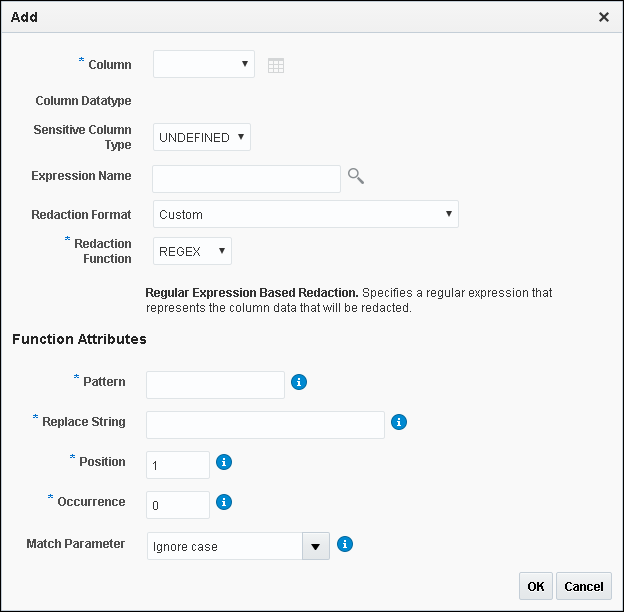 Add
* Column
Column Datatype
Sensitive Column
Type
UNDEFINED
Expression Name
Redaction Format
Custom
* Redaction
Function
REGEX
Regular Expression Based Redaction. Specifies a regular expression that
represents the column data that will be redacted.
Function Attributes
* Pattern
* Replace String
* Position
1
* Occurrence
0
Match Parameter
Ignore case
OK
Cancel